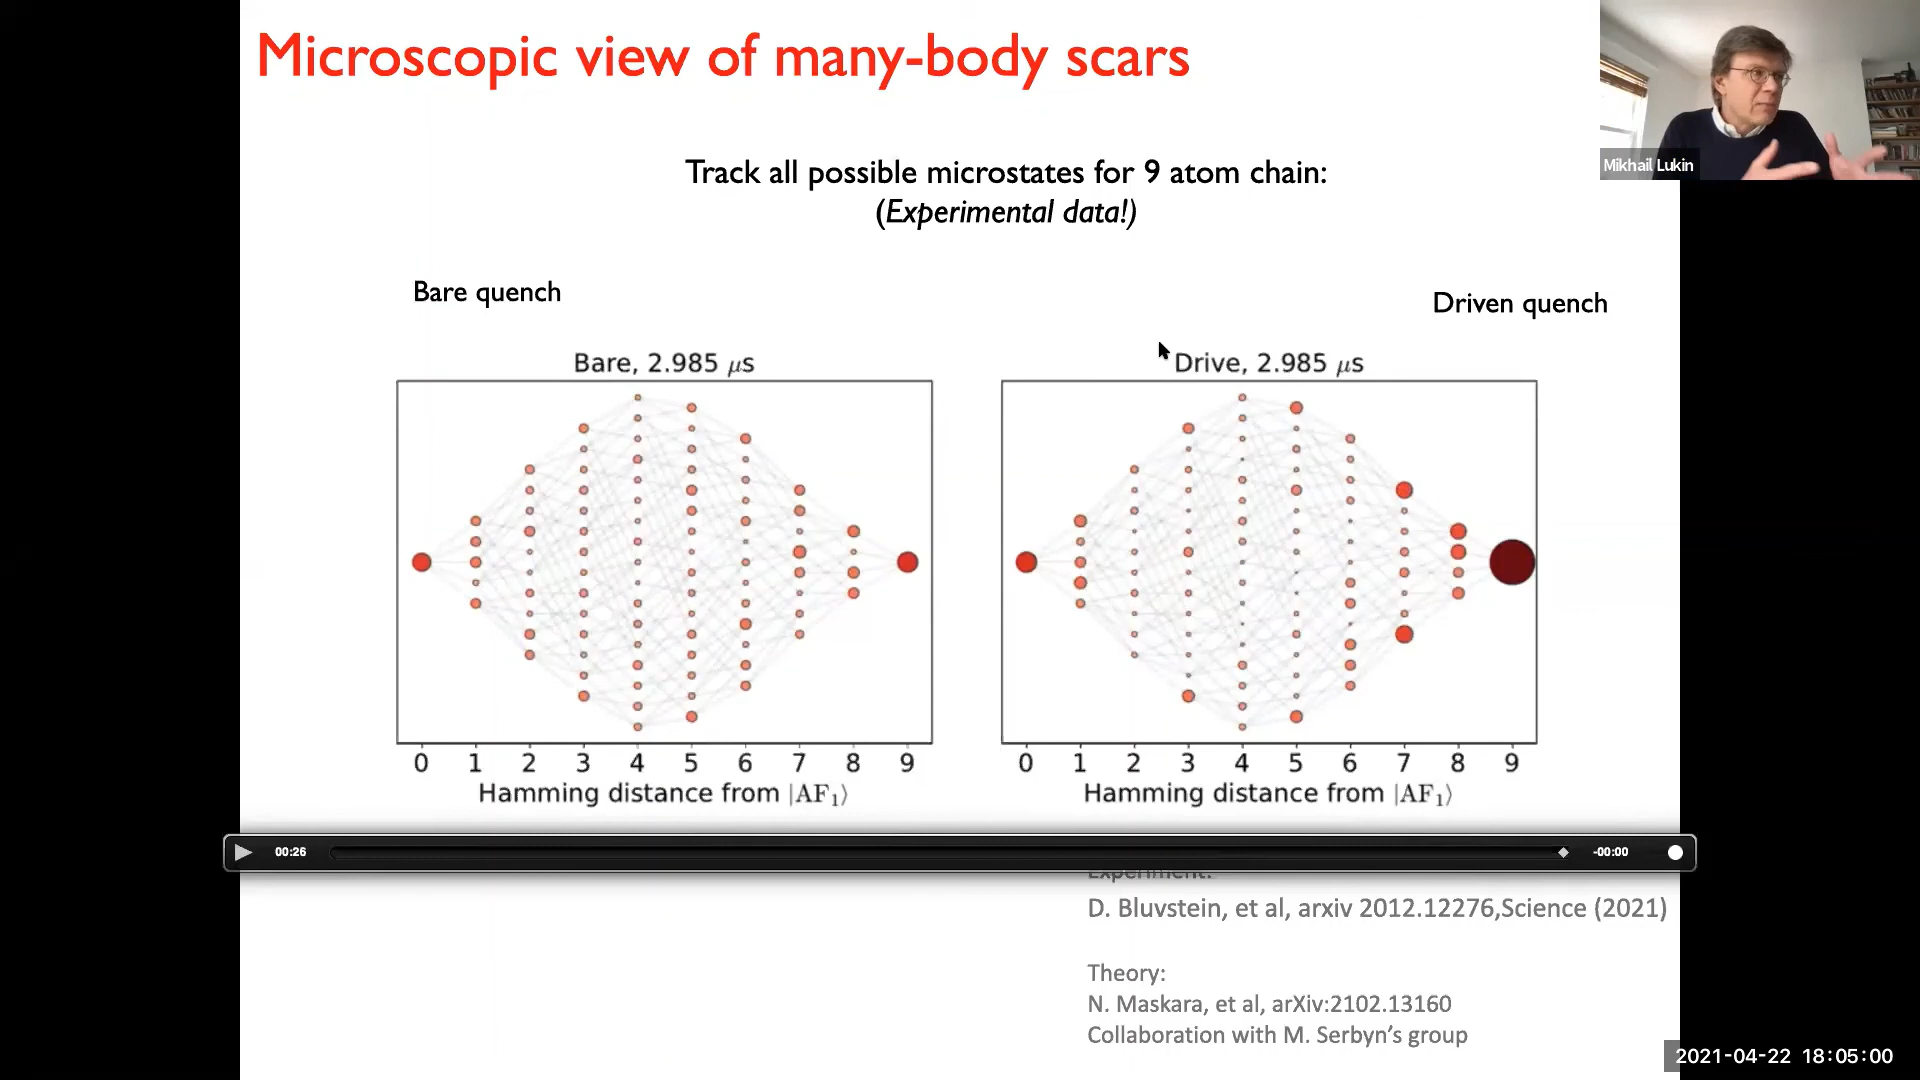 Microscopic view of many-body scars
Mikhail Lukin
Track all possible microstates for 9 atom chain:
(Experimental data!)
Bare quench
Driven quench
Bare, 2.985 μs
Drive, 2.985 μs
0 1 2 3 4 5 6 7 8 9
0 1 2 3 4 5 6 7 8 9
Hamming distance from |AF₁⟩
Hamming distance from |AF₁⟩
00:26
-00:00
Experiment:
D. Bluvstein, et al, arxiv 2012.12276,Science (2021)
Theory:
N. Maskara, et al, arXiv:2102.13160
Collaboration with M. Serbyn’s group
2021-04-22 18:05:00